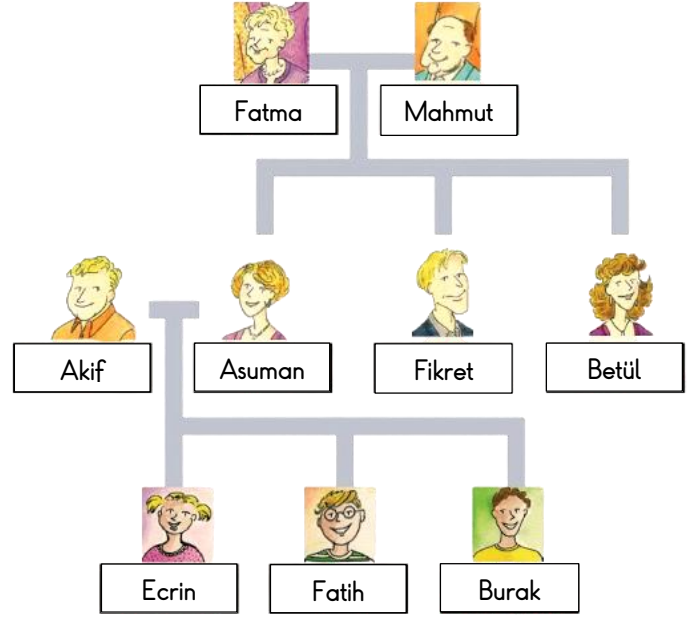 Fatma
Mahmut
Akif
Asuman
Fikret
Betül
Ecrin
Fatih
Burak